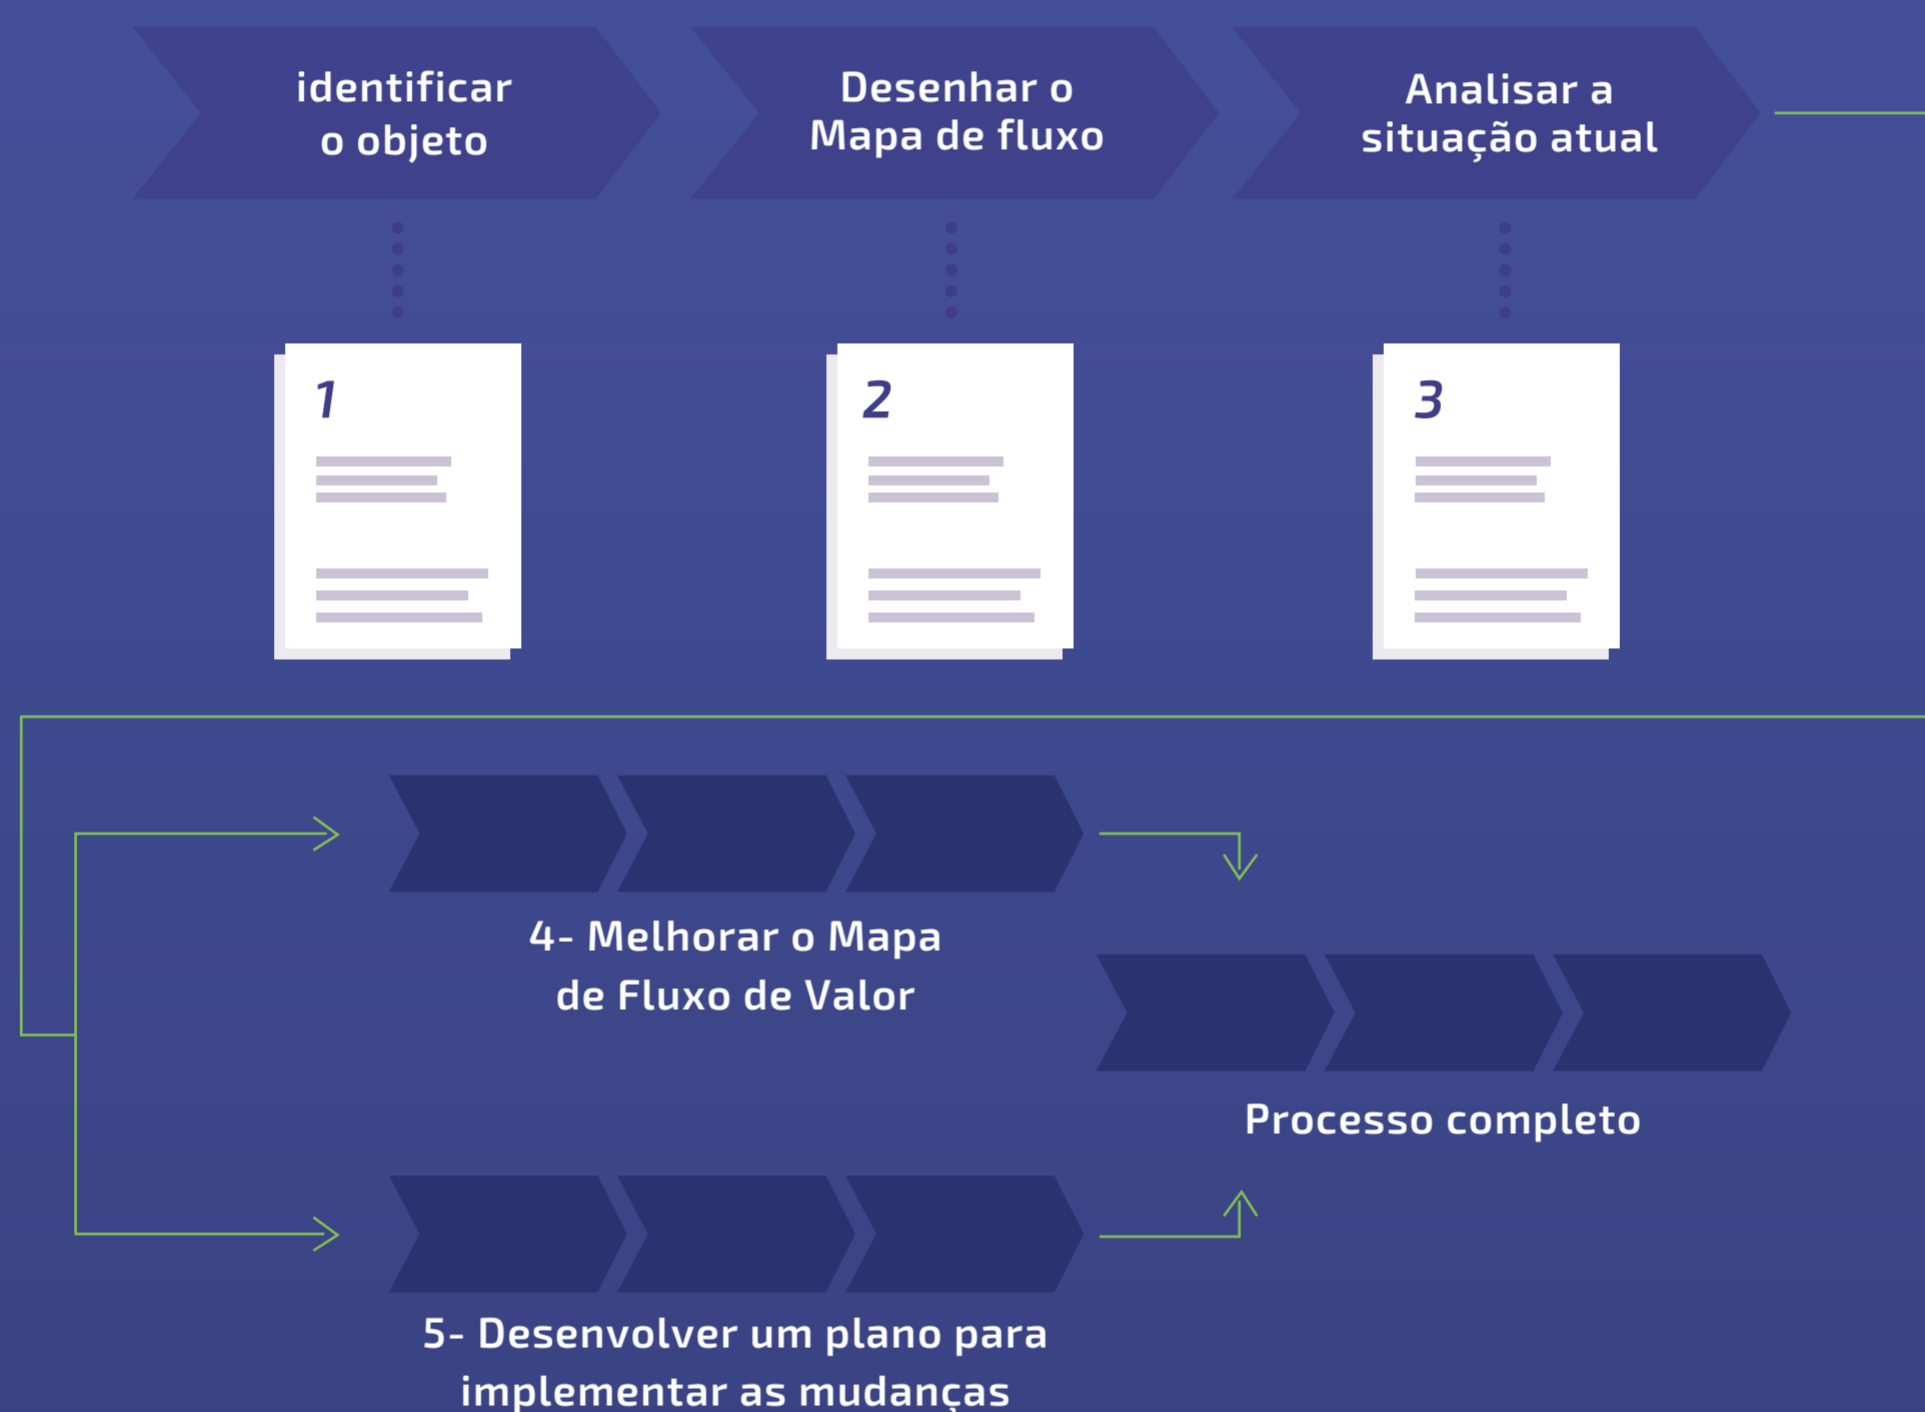 identificar
o objeto
Desenhar o
Mapa de fluxo
Analisar a
situação atual
1
2
3
4- Melhorar o Mapa
de Fluxo de Valor
Processo completo
5- Desenvolver um plano para
implementar as mudanças